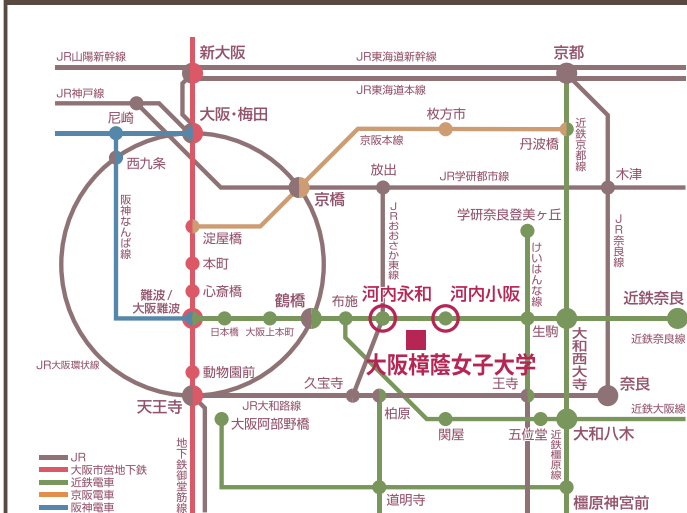 JR山陽新幹線
新大阪
JR東海道新幹線
京都
JR東海道本線
JR神戸線
尼崎
大阪・梅田
枚方市
京阪本線
丹波橋
近鉄京都線
西九条
放出
JR学研都市線
木津
京橋
阪神なんば線
JRおおさか東線
学研奈良登美ヶ丘
JR奈良線
淀屋橋
けいはんな線
本町
心斎橋
難波/
大阪難波
鶴橋
布施
河内永和
河内小阪
近鉄奈良
日本橋
大阪上本町
生駒
大和西大寺
近鉄奈良線
JR大阪環状線
動物園前
大阪樟蔭女子大学
久宝寺
王寺
奈良
天王寺
JR大和路線
柏原
近鉄大阪線
大阪阿部野橋
関屋
五位堂
近鉄橿原線
大和八木
地下鉄御堂筋線
JR
大阪市営地下鉄
近鉄電車
京阪電車
阪神電車
道明寺
橿原神宮前